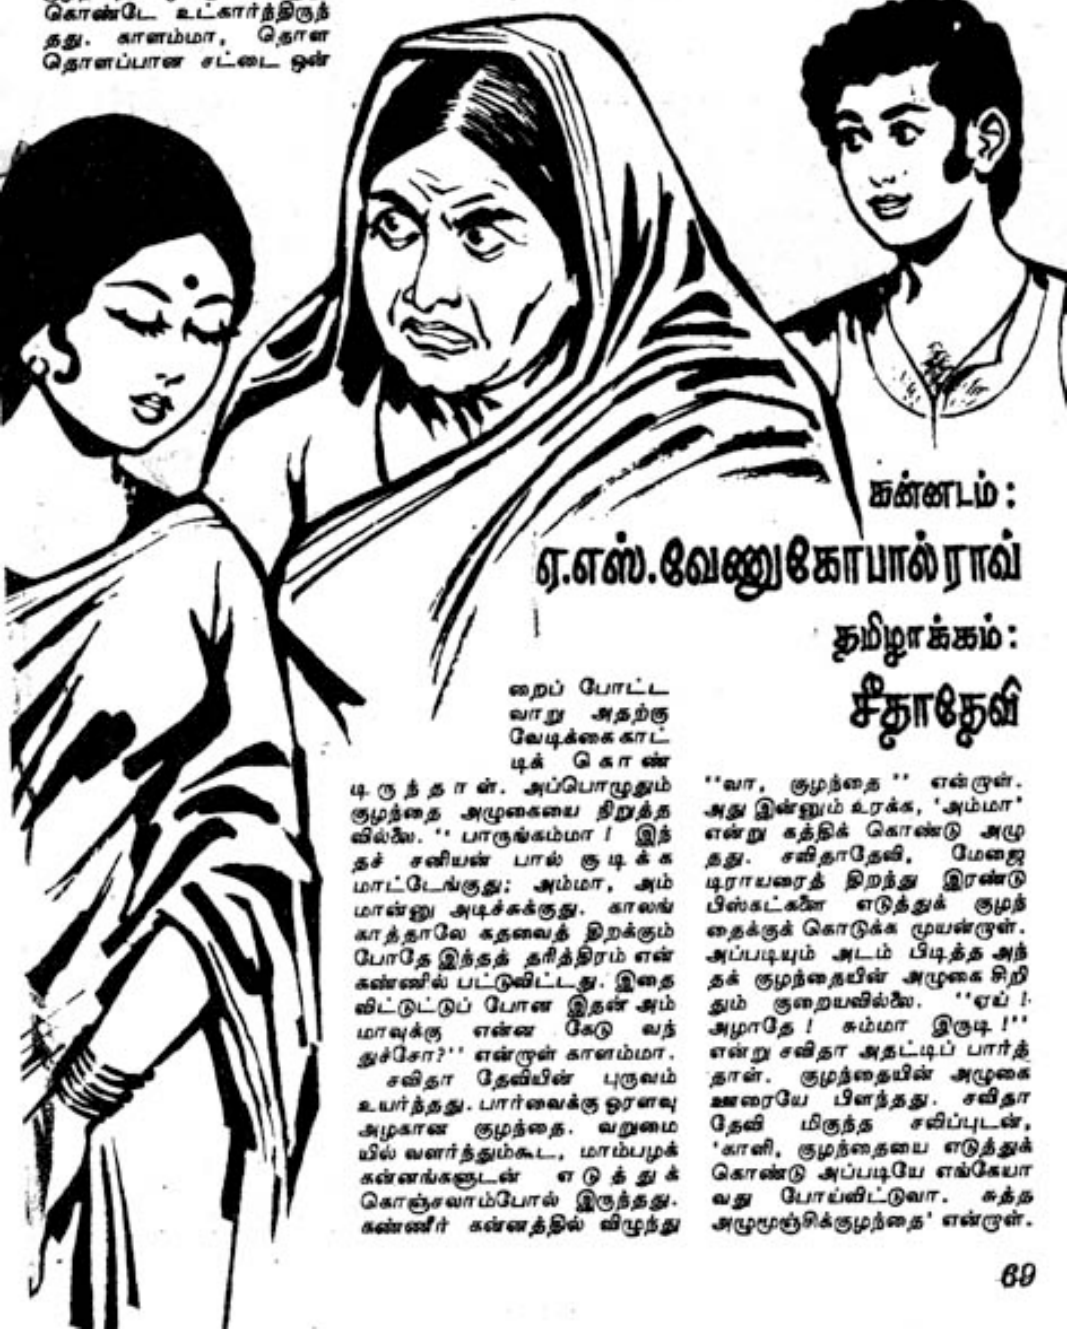 கொண்டே உட்கார்ந்திருந்
தது. காளம்மா, தொள
தொளப்பான சட்டை ஒன்
கன்னடம்:
ஏ.எஸ்.வேணுகோபால்ராவ்
தமிழாக்கம்:
சீதாதேவி
றைப் போட்ட
வாறு அதற்கு
வேடிக்கைகாட்
டிக் கொண்
டிருந்தாள். அப்பொழுதும்
குழந்தை அழுகையை நிறுத்த
வில்லை. “பாருங்கம்மா! இந்
தச் சனியன் பால் குடிக்க
மாட்டேங்குது; அம்மா, அம்
மான்னு அடிச்சுக்குது. காலங்
காத்தாலே கதவைத் திறக்கும்
போதே இந்தத் தரித்திரம் என்
கண்ணில் பட்டுவிட்டது. இதை
விட்டுட்டுப் போன இதன் அம்
மாவுக்கு என்ன கேடு வந்
துச்சோ?” என்றாள் காளம்மா.
சவிதா தேவியின் புருவம்
உயர்ந்தது. பார்வைக்கு ஓரளவு
அழகான குழந்தை. வறுமை
யில் வளர்ந்தும்கூட, மாம்பழக்
கன்னங்களுடன் எடுத்துக்
கொஞ்சலாம்போல் இருந்தது.
கண்ணீர் கன்னத்தில் விழுந்து
“வா, குழந்தை” என்றாள்.
அது இன்னும் உரக்க, ‘அம்மா’
என்று கத்திக் கொண்டு அழு
தது. சவிதாதேவி, மேஜை
டிராயரைத் திறந்து இரண்டு
பிஸ்கட்களை எடுத்துக் குழந்
தைக்குக் கொடுக்க முயன்றாள்.
அப்படியும் அடம் பிடித்த அந்
தக் குழந்தையின் அழுகை சிறி
தும் குறையவில்லை. “ஏய்!
அழாதே! சும்மா இருடி!”
என்று சவிதா அதட்டிப் பார்த்
தாள். குழந்தையின் அழுகை
ஊரையே பிளந்தது. சவிதா
தேவி மிகுந்த சலிப்புடன்,
‘காளி, குழந்தையை எடுத்துக்
கொண்டு அப்படியே எங்கேயா
வது போய்விட்டுவா. சுத்த
அழுமூஞ்சிக்குழந்தை’ என்றாள்.
69